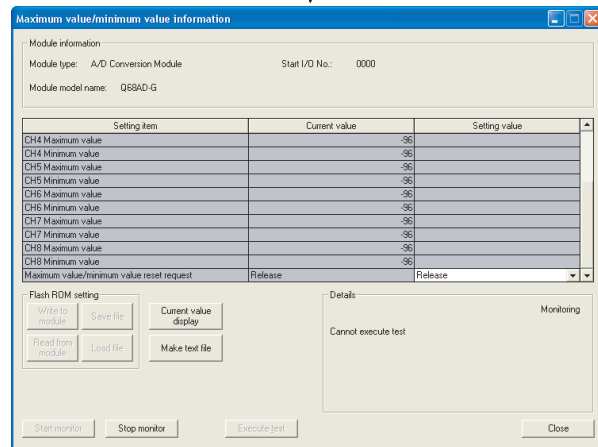 Maximum value/minimum value information
Module information
Module type: A/D Conversion Module Start I/O No.: 0000
Module model name: Q68AD-G
Setting item Current value Setting value
CH4 Maximum value -96
CH4 Minimum value -96
CH5 Maximum value -96
CH5 Minimum value -96
CH6 Maximum value -96
CH6 Minimum value -96
CH7 Maximum value -96
CH7 Minimum value -96
CH8 Maximum value -96
CH8 Minimum value -96
Maximum value/minimum value reset request Release Release
Flash ROM setting
Write to module
Save file
Current value display
Read from module
Load file
Make text file
Details
Monitoring
Cannot execute test
Start monitor Stop monitor Execute test Close